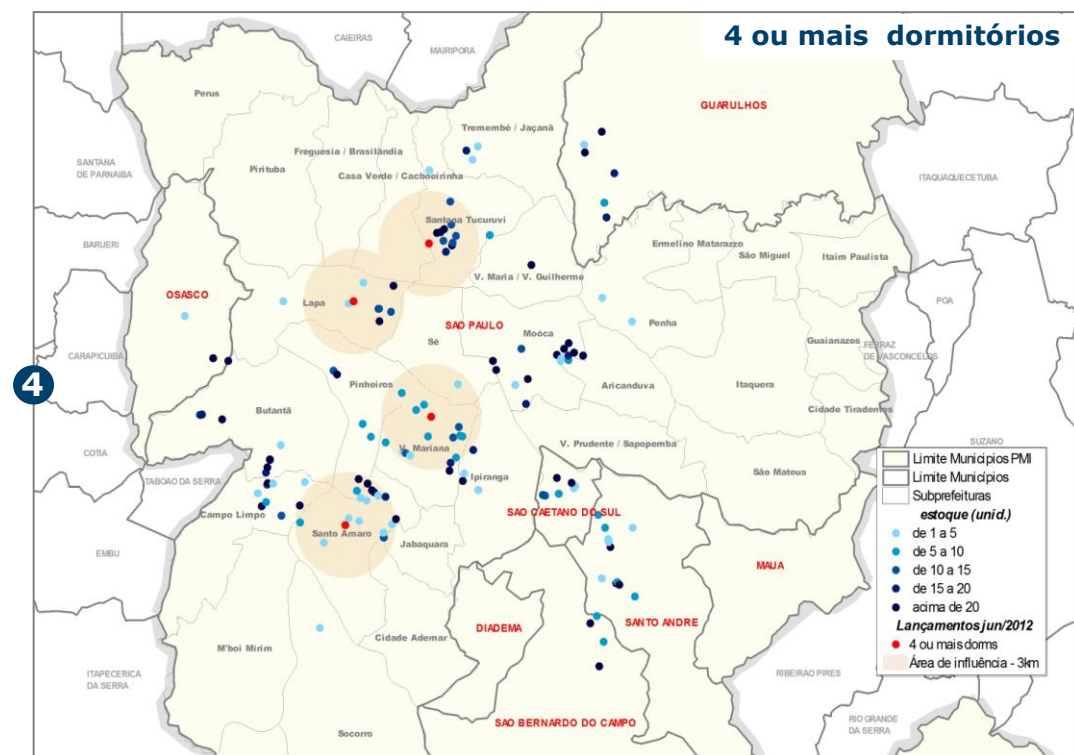 4 ou mais dormitórios
CAIEIRAS
MAIRIPORA
Perus
GUARULHOS
Tremembé / Jaçanã
Freguesia / Brasilândia
SANTANA
DE PARNAIBA
Pirituba
Casa Verde / Cachoeirinha
ITAQUAQUECETUBA
Santana Tucuruvi
BARUERI
Ermelino Matarazzo
São Miguel
Itaim Paulista
V. Maria / V. Guilherme
OSASCO
Lapa
POA
SAO PAULO
Moóca
Penha
Sé
Guaianazes
FERRAZ
DE VASCONCELOS
CARAPICUIBA
4
Pinheiros
Aricanduva
Itaquera
Butantã
Cidade Tiradentes
V. Mariana
V. Prudente / Sapopemba
SUZANO
COTIA
TABOAO DA SERRA
Ipiranga
São Mateus
Campo Limpo
SAO CAETANO DO SUL
Santo Amaro
Jabaquara
EMBU
MAUA
DIADEMA
SANTO ANDRE
Cidade Ademar
M'boi Mirim
ITAPECERICA
DA SERRA
RIBEIRAO PIRES
SAO BERNARDO DO CAMPO
RIO GRANDE
DA SERRA
Socorro
Limite Municipios PMI
Limite Municípios
Subprefeituras
estoque (unid.)
de 1 a 5
de 5 a 10
de 10 a 15
de 15 a 20
acima de 20
Lançamentos jun/2012
4 ou mais dorms
Área de influência - 3km